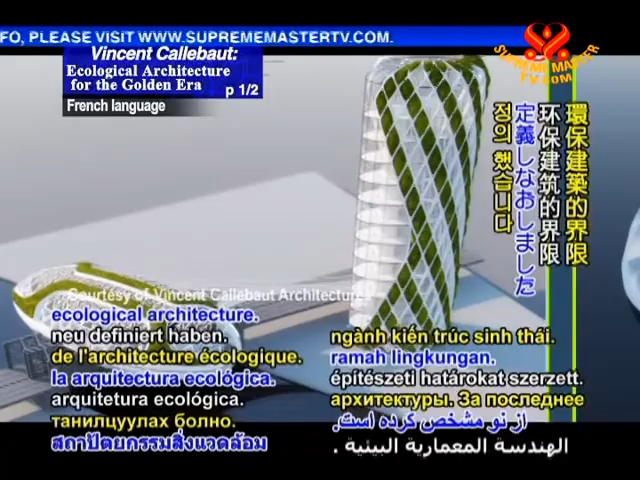 FO, PLEASE VISIT WWW.SUPREMEMASTERTV.COM.
SUPREME MASTER
TV.COM
Vincent Callebaut:
Ecological Architecture
for the Golden Era
p 1/2
French language
環保建築的界限
环保建筑的界限
定義しなおしました
정의 했습니다
Courtesy of Vincent Callebaut Architectures
ecological architecture.
neu definiert haben.
de l'architecture écologique.
la arquitectura ecológica.
arquitetura ecológica.
танилцуулах болно.
สถาปัตยกรรมสิ่งแวดล้อม
ngành kiến trúc sinh thái.
ramah lingkungan.
építészeti határokat szerzett.
архитектуры. За последнее
از نو مشخص کرده است.
الهندسة المعمارية البيئية .